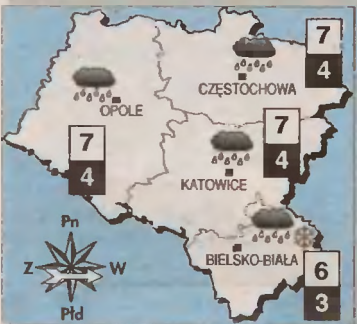 7
4
CZĘSTOCHOWA
OPOLE
7
4
7
4
KATOWICE
Pn
Z W
BIELSKO-BIAŁA
6
3
Płd